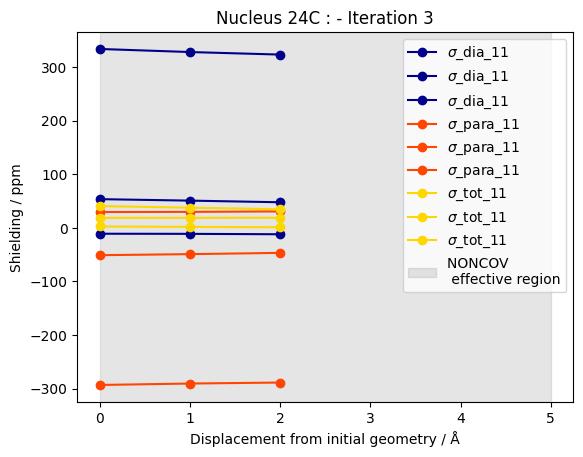 Nucleus 24C : - Iteration 3
Shielding / ppm
300
200
100
0
−100
−200
−300
σ_dia_11
σ_dia_11
σ_dia_11
σ_para_11
σ_para_11
σ_para_11
σ_tot_11
σ_tot_11
σ_tot_11
NONCOV
effective region
0 1 2 3 4 5
Displacement from initial geometry / Å